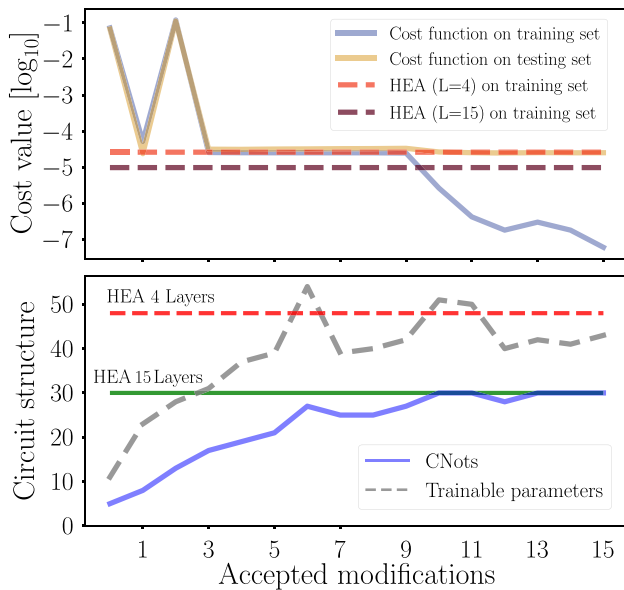 Cost value [log10]
−1
−2
−3
−4
−5
−6
−7
Cost function on training set
Cost function on testing set
HEA (L=4) on training set
HEA (L=15) on training set
Circuit structure
50
40
30
20
10
0
HEA 4 Layers
HEA 15 Layers
CNots
Trainable parameters
1 3 5 7 9 11 13 15
Accepted modifications